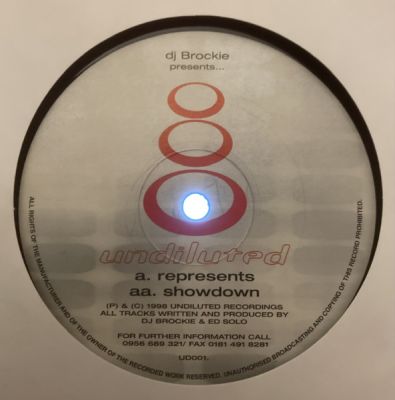 dj Brockie
presents...
undiluted
a. represents
aa. showdown
(P) & (C) 1998 UNDILUTED RECORDINGS
ALL TRACKS WRITTEN AND PRODUCED BY
DJ BROCKIE & ED SOLO
FOR FURTHER INFORMATION CALL
0956 689 321/ FAX 0181 491 8281
UD001.
ALL RIGHTS OF THE MANUFACTURER AND OF THE OWNER OF THE RECORDED WORK RESERVED. UNAUTHORISED BROADCASTING AND COPYING OF THIS RECORD PROHIBITED.